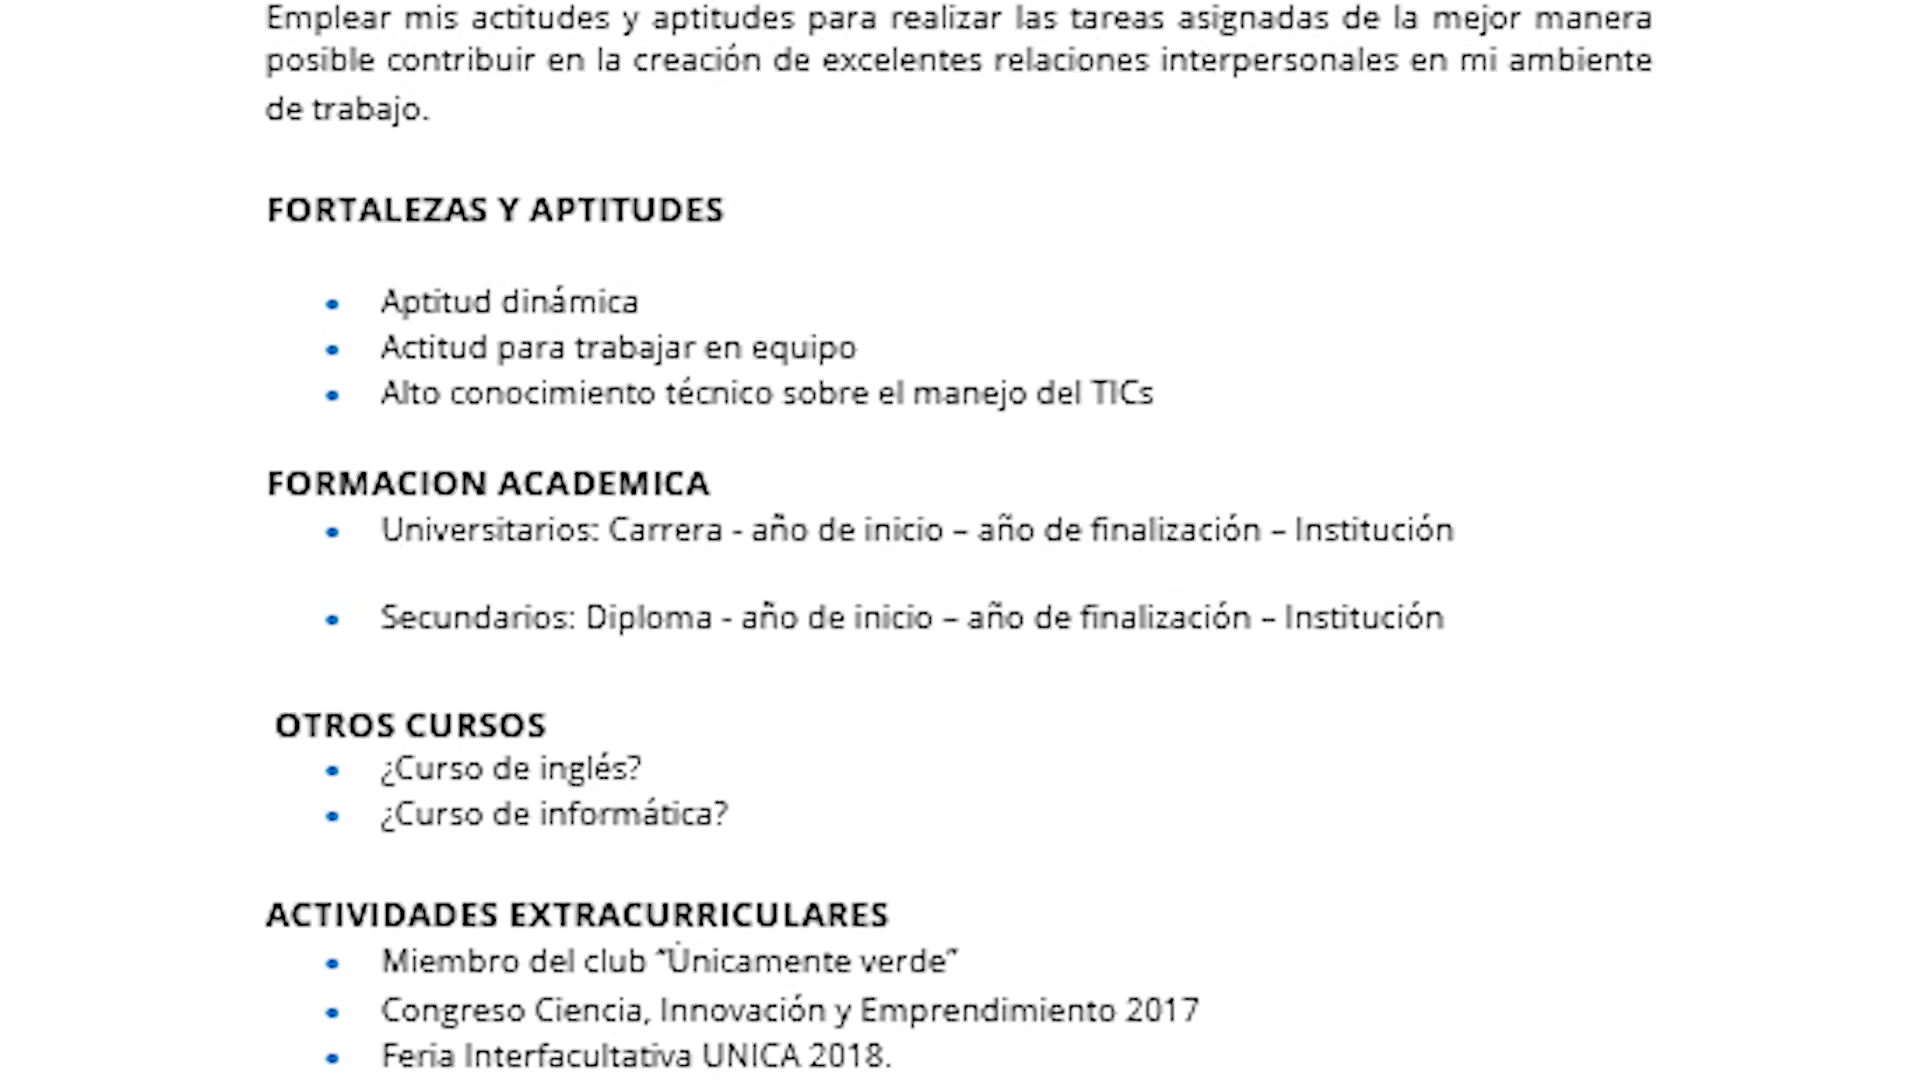 Emplear mis actitudes y aptitudes para realizar las tareas asignadas de la mejor manera
posible contribuir en la creación de excelentes relaciones interpersonales en mi ambiente
de trabajo.
FORTALEZAS Y APTITUDES
• Aptitud dinámica
• Actitud para trabajar en equipo
• Alto conocimiento técnico sobre el manejo del TICs
FORMACION ACADEMICA
• Universitarios: Carrera - año de inicio – año de finalización – Institución
• Secundarios: Diploma - año de inicio – año de finalización – Institución
OTROS CURSOS
• ¿Curso de inglés?
• ¿Curso de informática?
ACTIVIDADES EXTRACURRICULARES
• Miembro del club “Únicamente verde”
• Congreso Ciencia, Innovación y Emprendimiento 2017
• Feria Interfacultativa UNICA 2018.